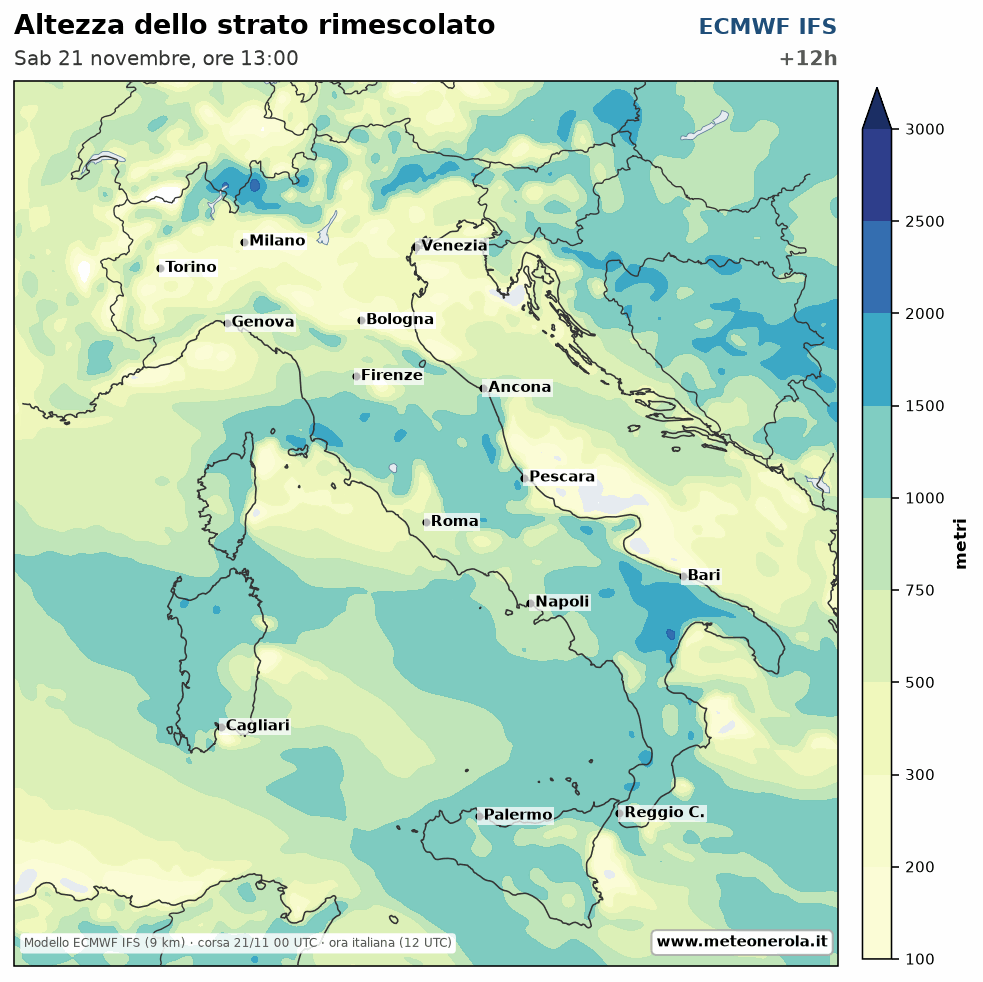 Altezza dello strato rimescolato
ECMWF IFS
Sab 21 novembre, ore 13:00
+12h
3000
2500
2000
1500
1000
750
500
300
200
100
metri
Milano
Venezia
Torino
Genova
Bologna
Firenze
Ancona
Pescara
Roma
Bari
Napoli
Cagliari
Palermo
Reggio C.
Modello ECMWF IFS (9 km) · corsa 21/11 00 UTC · ora italiana (12 UTC)
www.meteonerola.it